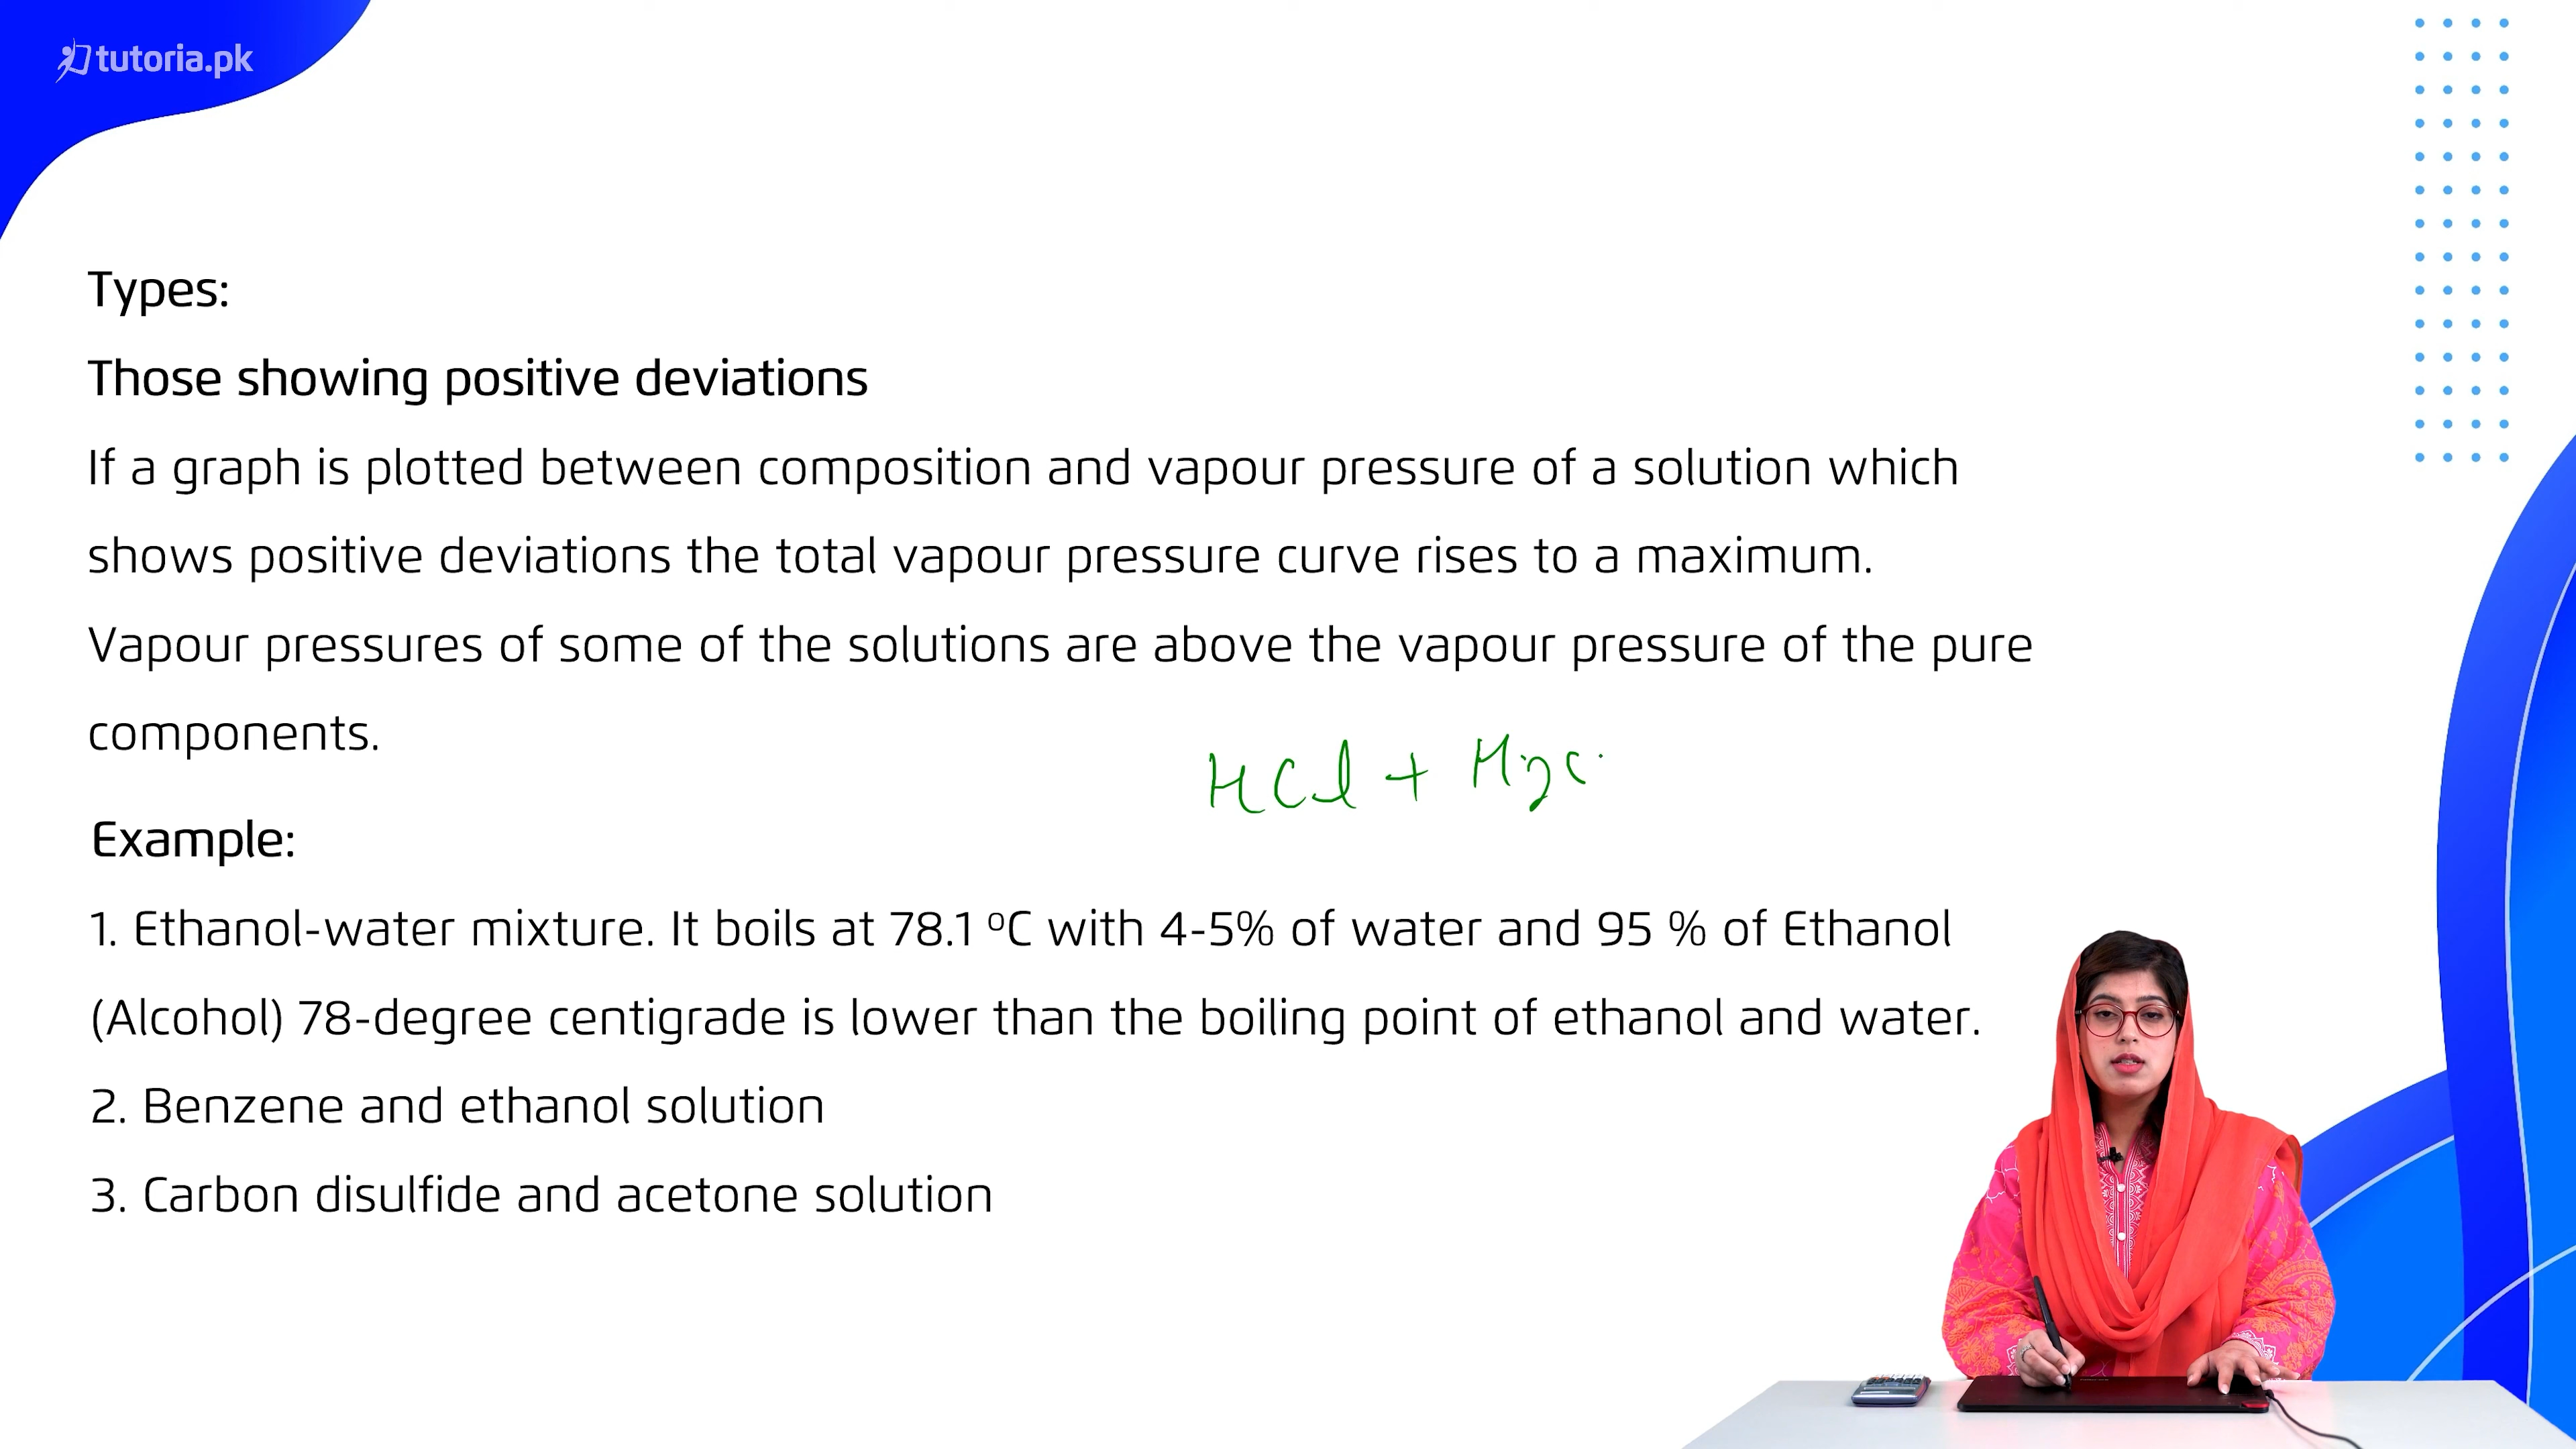 tutoria.pk
Types:
Those showing positive deviations
If a graph is plotted between composition and vapour pressure of a solution which
shows positive deviations the total vapour pressure curve rises to a maximum.
Vapour pressures of some of the solutions are above the vapour pressure of the pure
components.
HCl +
Example:
1. Ethanol-water mixture. It boils at 78.1 ºC with 4-5% of water and 95 % of Ethanol
(Alcohol) 78-degree centigrade is lower than the boiling point of ethanol and water.
2. Benzene and ethanol solution
3. Carbon disulfide and acetone solution